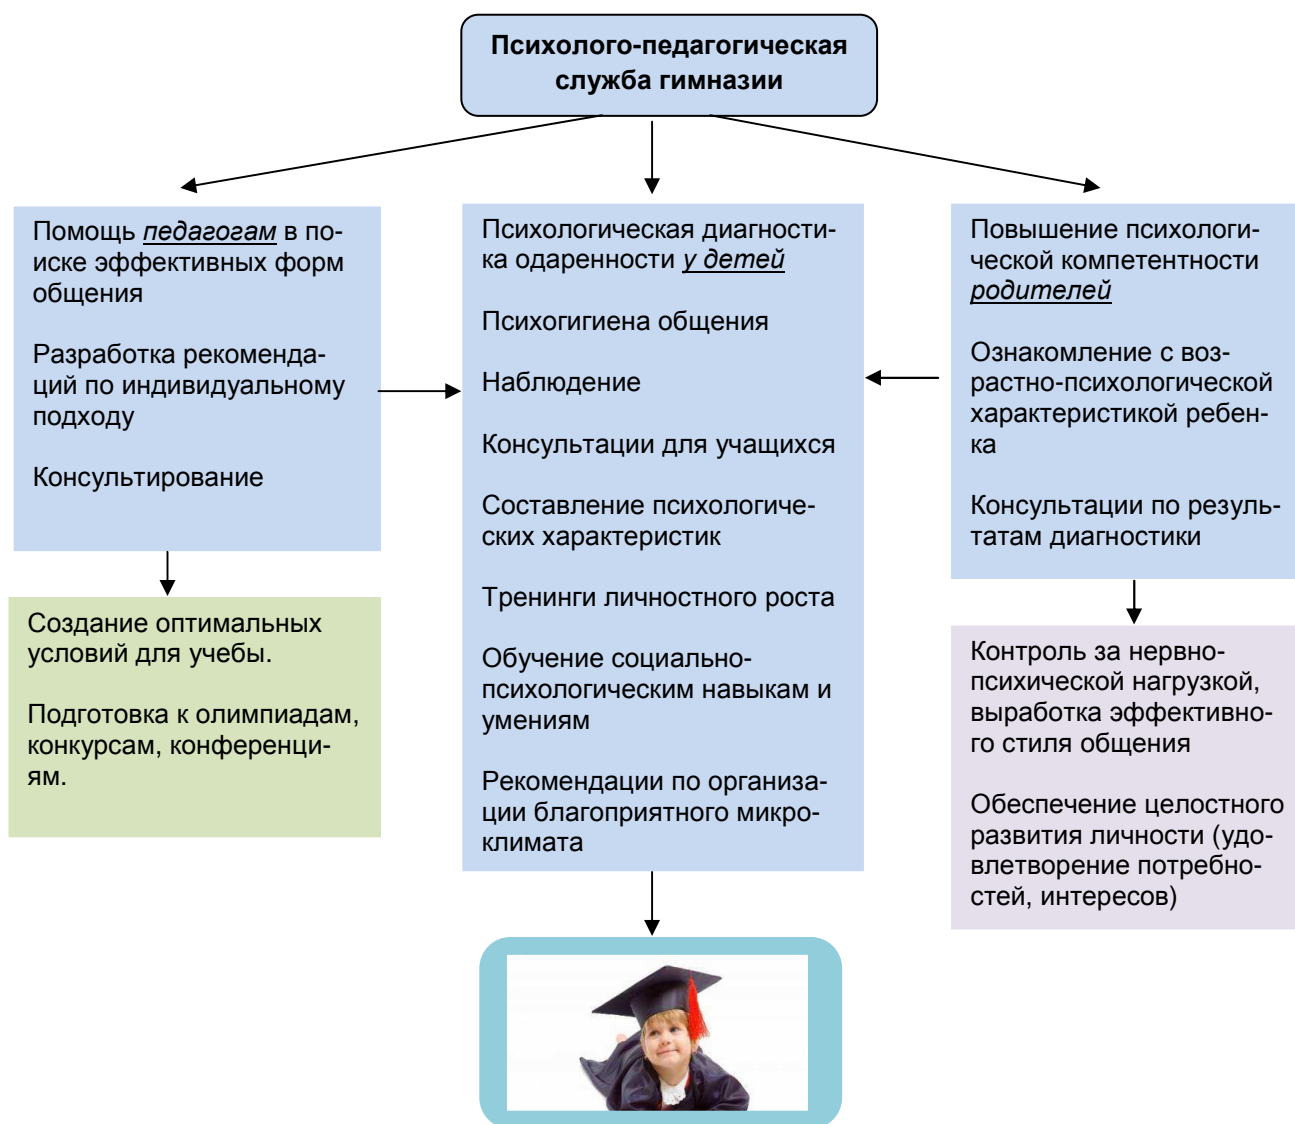 Психолого-педагогическая
служба гимназии
Помощь педагогам в по-
иске эффективных форм
общения
Разработка рекоменда-
ций по индивидуальному
подходу
Консультирование
Создание оптимальных
условий для учебы.
Подготовка к олимпиадам,
конкурсам, конференци-
ям.
Психологическая диагности-
ка одаренности у детей
Психогигиена общения
Наблюдение
Консультации для учащихся
Составление психологиче-
ских характеристик
Тренинги личностного роста
Обучение социально-
психологическим навыкам и
умениям
Рекомендации по организа-
ции благоприятного микро-
климата
Повышение психологи-
ческой компетентности
родителей
Ознакомление с воз-
растно-психологической
характеристикой ребен-
ка
Консультации по резуль-
татам диагностики
Контроль за нервно-
психической нагрузкой,
выработка эффективно-
го стиля общения
Обеспечение целостного
развития личности (удо-
влетворение потребно-
стей, интересов)